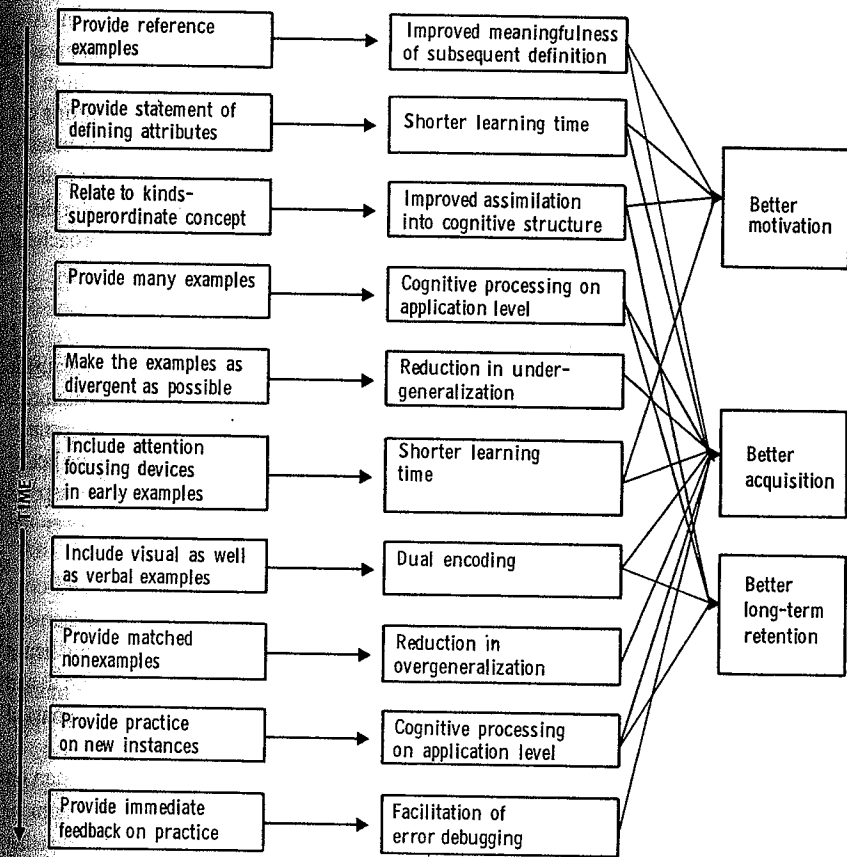 Provide reference
examples
Improved meaningfulness
of subsequent definition
Provide statement of
defining attributes
Shorter learning time
Relate to kinds-
superordinate concept
Improved assimilation
into cognitive structure
Better
motivation
Provide many examples
Cognitive processing on
application level
Make the examples as
divergent as possible
Reduction in under-
generalization
Include attention
focusing devices
in early examples
Shorter learning
time
Better
acquisition
TIME
Include visual as well
as verbal examples
Dual encoding
Better
long-term
retention
Provide matched
nonexamples
Reduction in
overgeneralization
Provide practice
on new instances
Cognitive processing
on application level
Provide immediate
feedback on practice
Facilitation of
error debugging